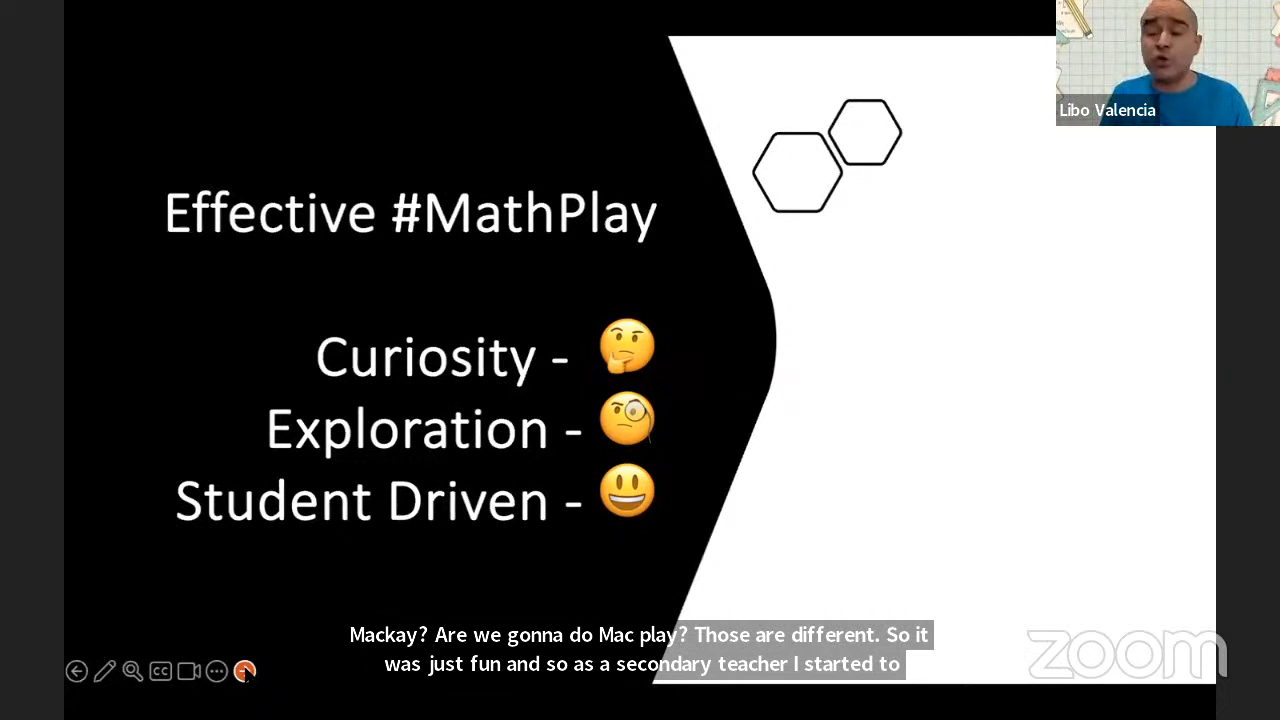 Libo Valencia
Effective #MathPlay
Curiosity - 🤔
Exploration - 🧐
Student Driven - 😃
Mackay? Are we gonna do Mac play? Those are different. So it
was just fun and so as a secondary teacher I started to
CC
zoom